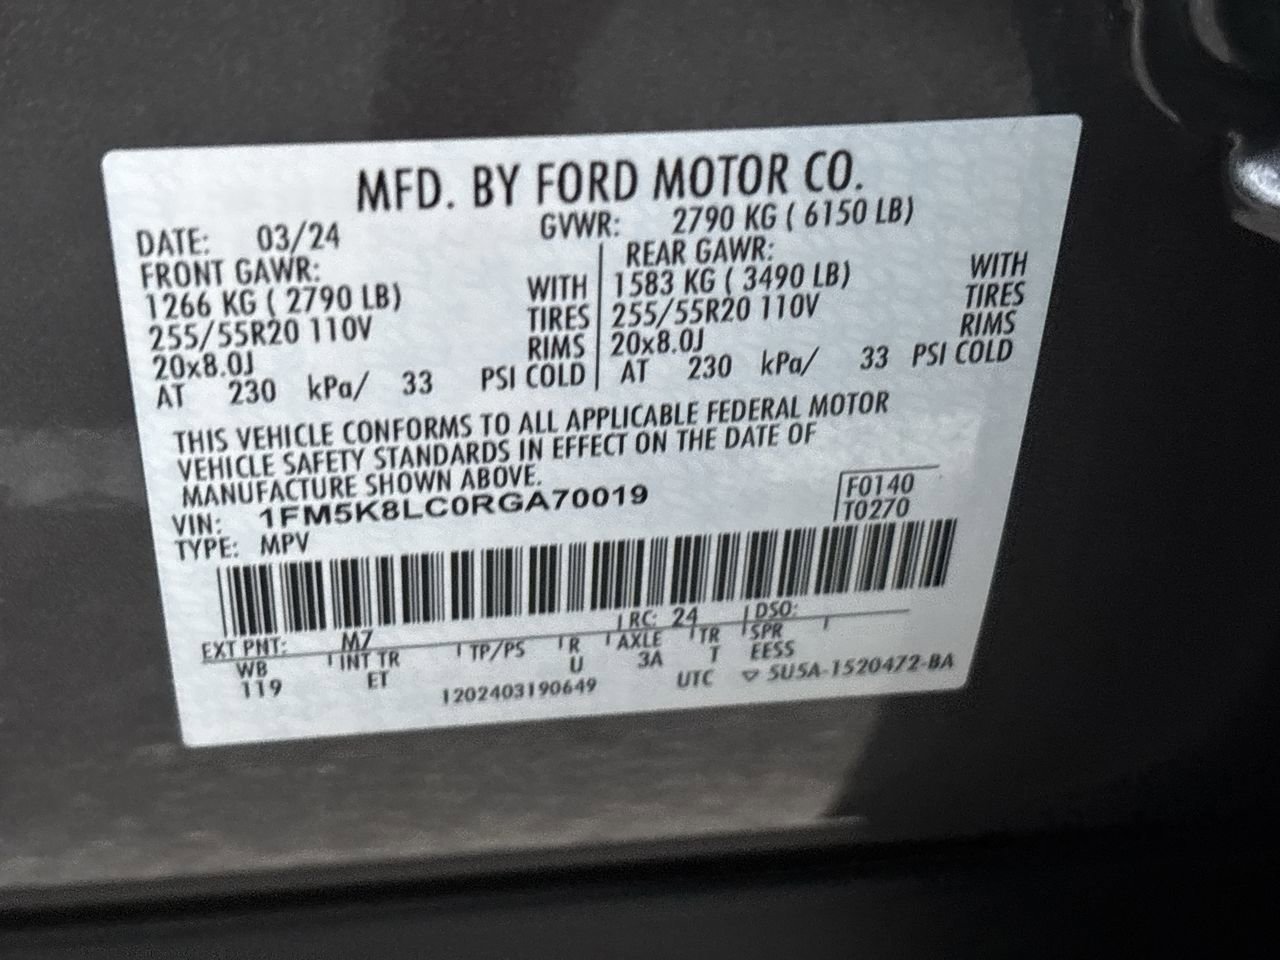 MFD. BY FORD MOTOR CO.
DATE: 03/24 GVWR: 2790 KG ( 6150 LB)
FRONT GAWR: REAR GAWR:
1266 KG ( 2790 LB) WITH 1583 KG ( 3490 LB) WITH
255/55R20 110V TIRES 255/55R20 110V TIRES
20x8.0J RIMS 20x8.0J RIMS
AT 230 kPa/ 33 PSI COLD AT 230 kPa/ 33 PSI COLD
THIS VEHICLE CONFORMS TO ALL APPLICABLE FEDERAL MOTOR
VEHICLE SAFETY STANDARDS IN EFFECT ON THE DATE OF
MANUFACTURE SHOWN ABOVE.
VIN: 1FM5K8LC0RGA70019 F0140
TYPE: MPV T0270
EXT PNT: M7 RC: 24 DSO:
WB INT TR TP/PS R AXLE TR SPR
119 ET U 3A T EESS
1202403190649 UTC ▽ 5U5A-1520472-BA